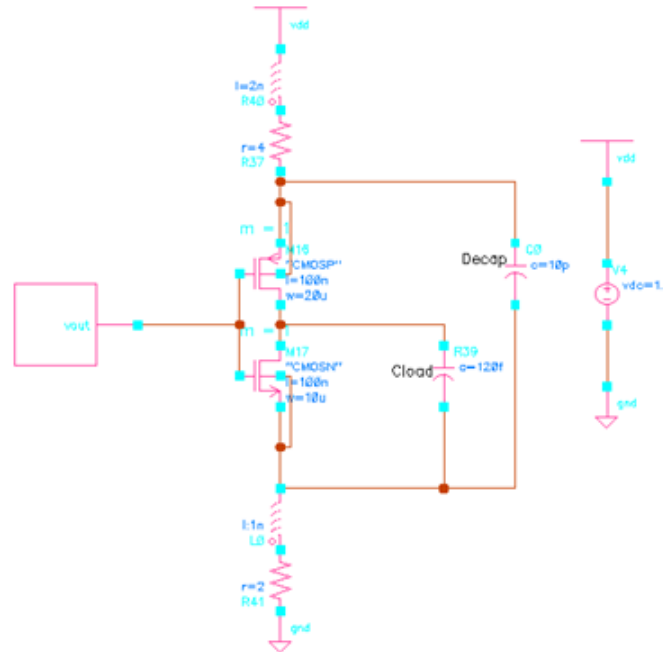 vdd
l=2n
R40
r=4
R37
m = 1
M16
"CMOSP"
l=100n
w=20u
Decap
c=10p
vdd
V4
vdc=1.
gnd
vout
m = 1
M17
"CMOSN"
l=100n
w=10u
R39
Cload
c=120f
l:1n
L0
r=2
R41
gnd